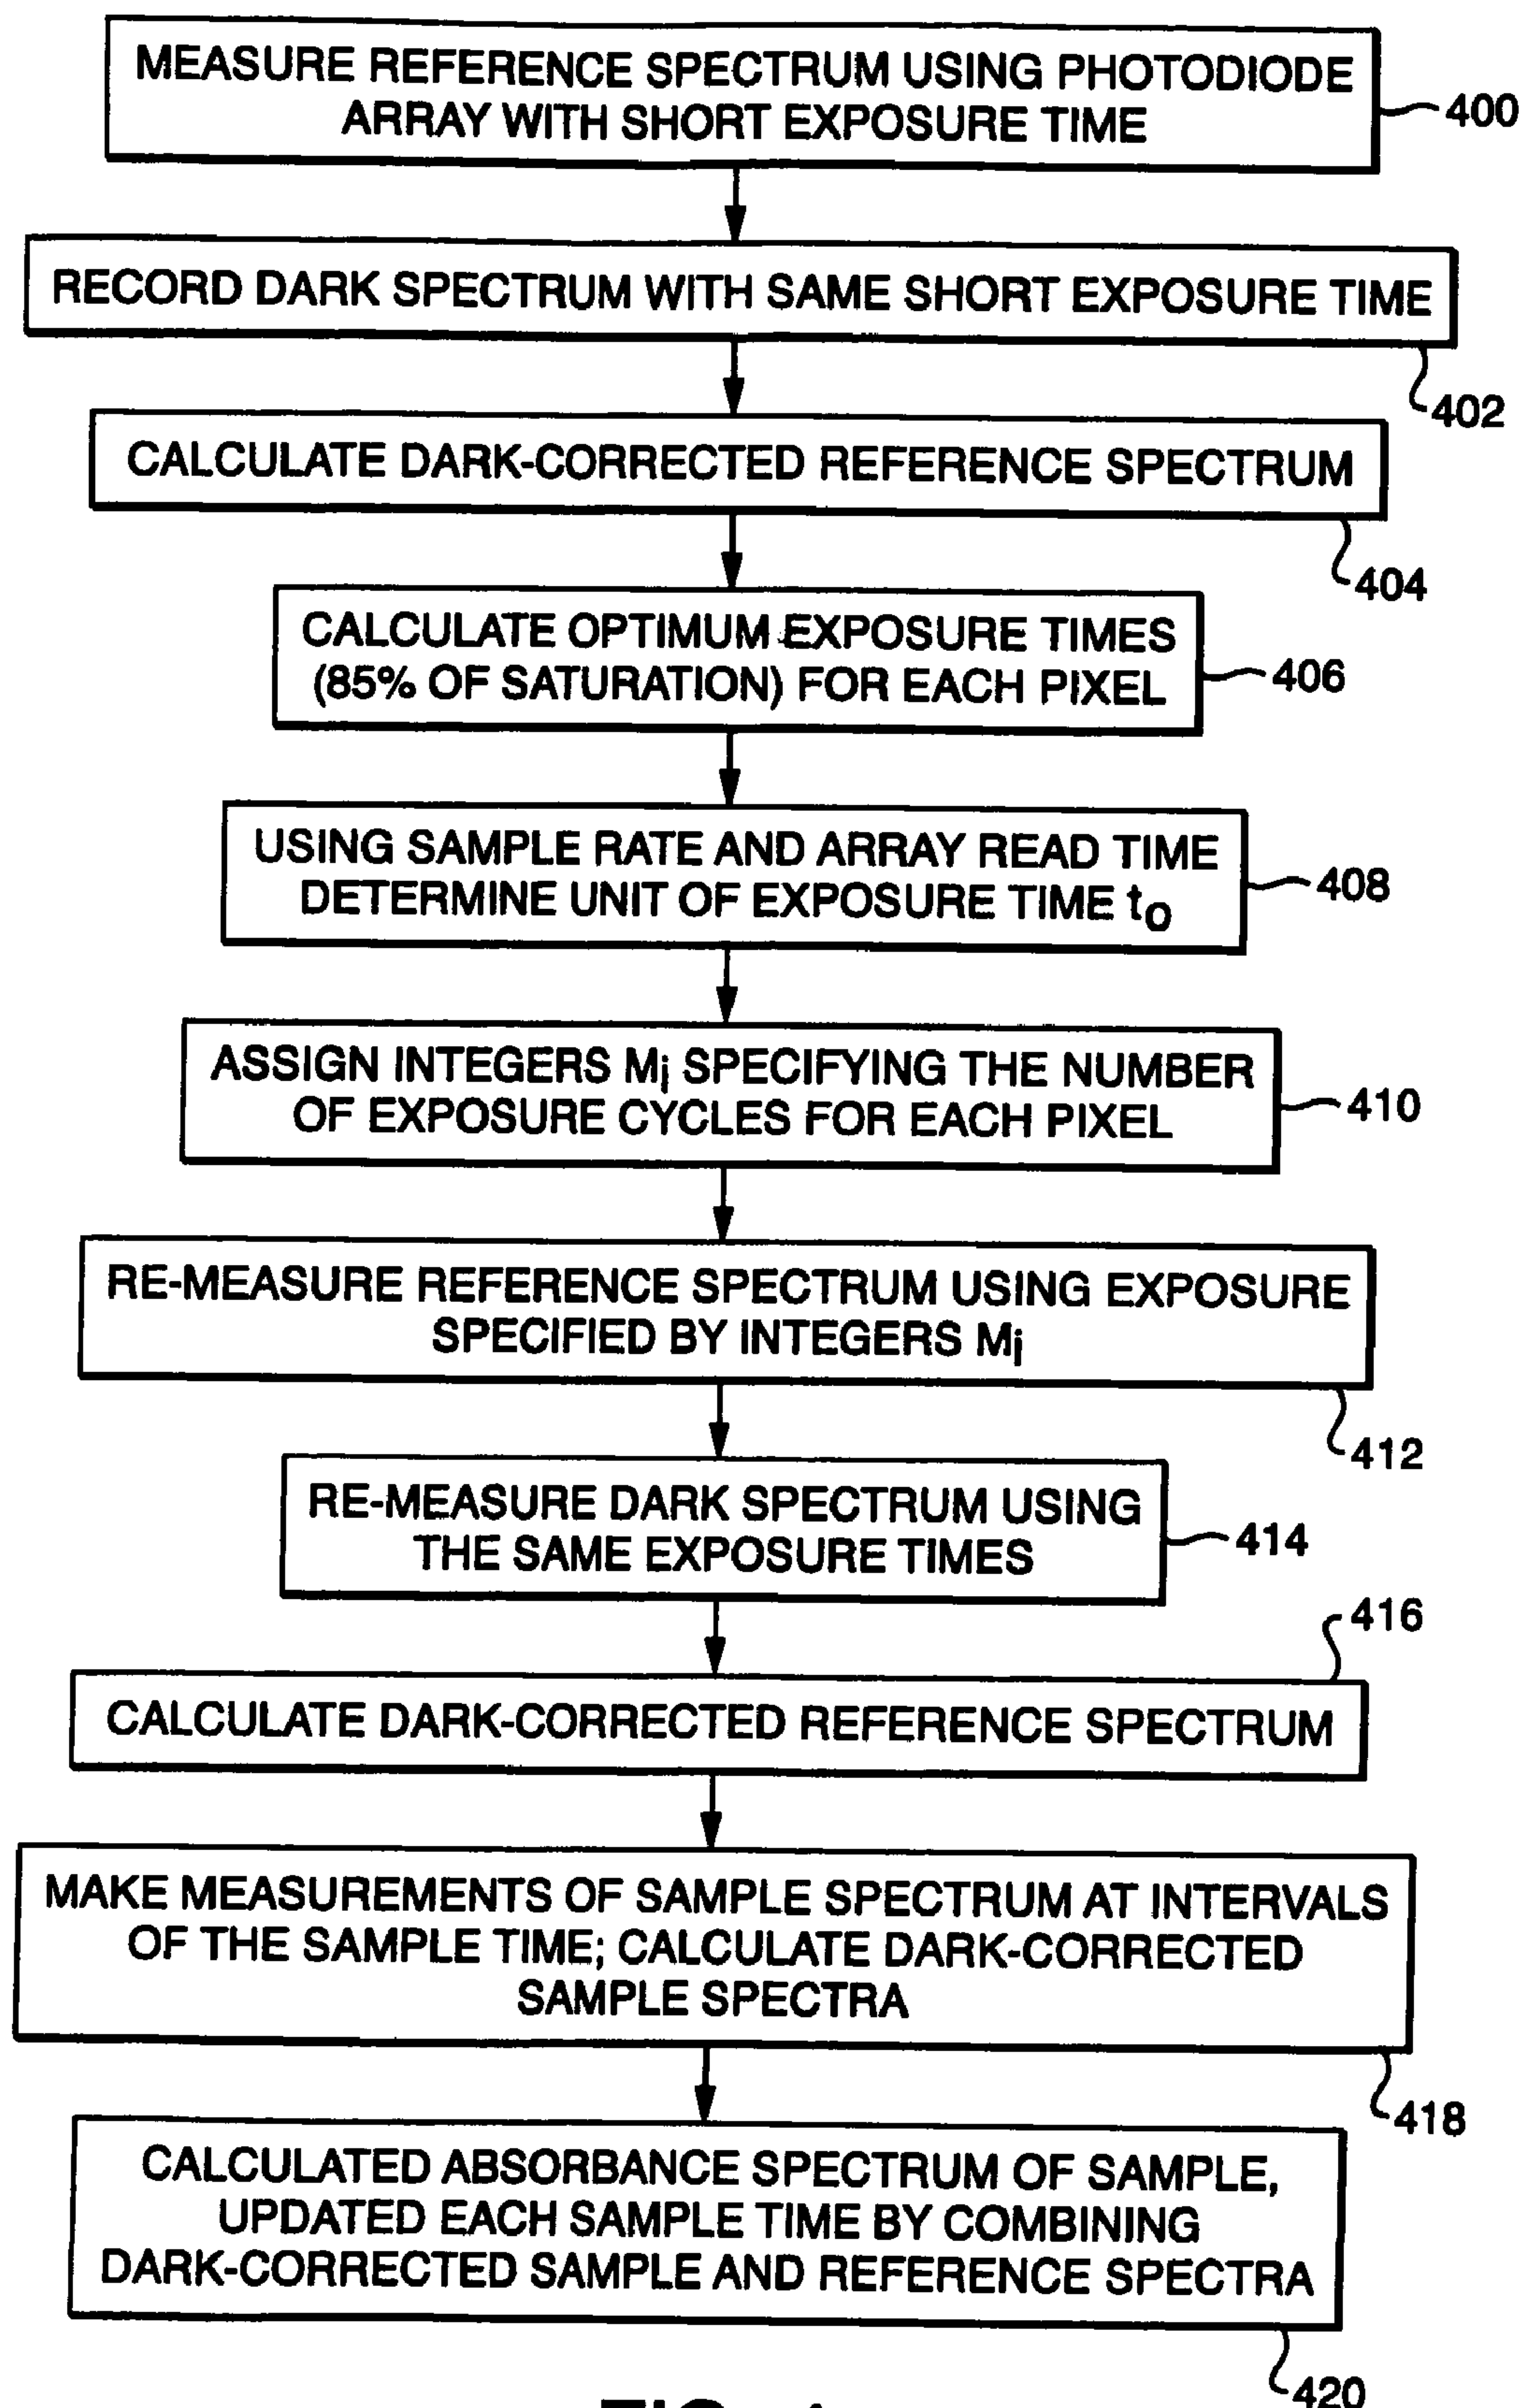 MEASURE REFERENCE SPECTRUM USING PHOTODIODE
ARRAY WITH SHORT EXPOSURE TIME
400
RECORD DARK SPECTRUM WITH SAME SHORT EXPOSURE TIME
402
CALCULATE DARK-CORRECTED REFERENCE SPECTRUM
404
CALCULATE OPTIMUM EXPOSURE TIMES
(85% OF SATURATION) FOR EACH PIXEL
406
USING SAMPLE RATE AND ARRAY READ TIME
DETERMINE UNIT OF EXPOSURE TIME to
408
ASSIGN INTEGERS Mj SPECIFYING THE NUMBER
OF EXPOSURE CYCLES FOR EACH PIXEL
410
RE-MEASURE REFERENCE SPECTRUM USING EXPOSURE
SPECIFIED BY INTEGERS Mj
412
RE-MEASURE DARK SPECTRUM USING
THE SAME EXPOSURE TIMES
414
416
CALCULATE DARK-CORRECTED REFERENCE SPECTRUM
MAKE MEASUREMENTS OF SAMPLE SPECTRUM AT INTERVALS
OF THE SAMPLE TIME; CALCULATE DARK-CORRECTED
SAMPLE SPECTRA
418
CALCULATED ABSORBANCE SPECTRUM OF SAMPLE,
UPDATED EACH SAMPLE TIME BY COMBINING
DARK-CORRECTED SAMPLE AND REFERENCE SPECTRA
420